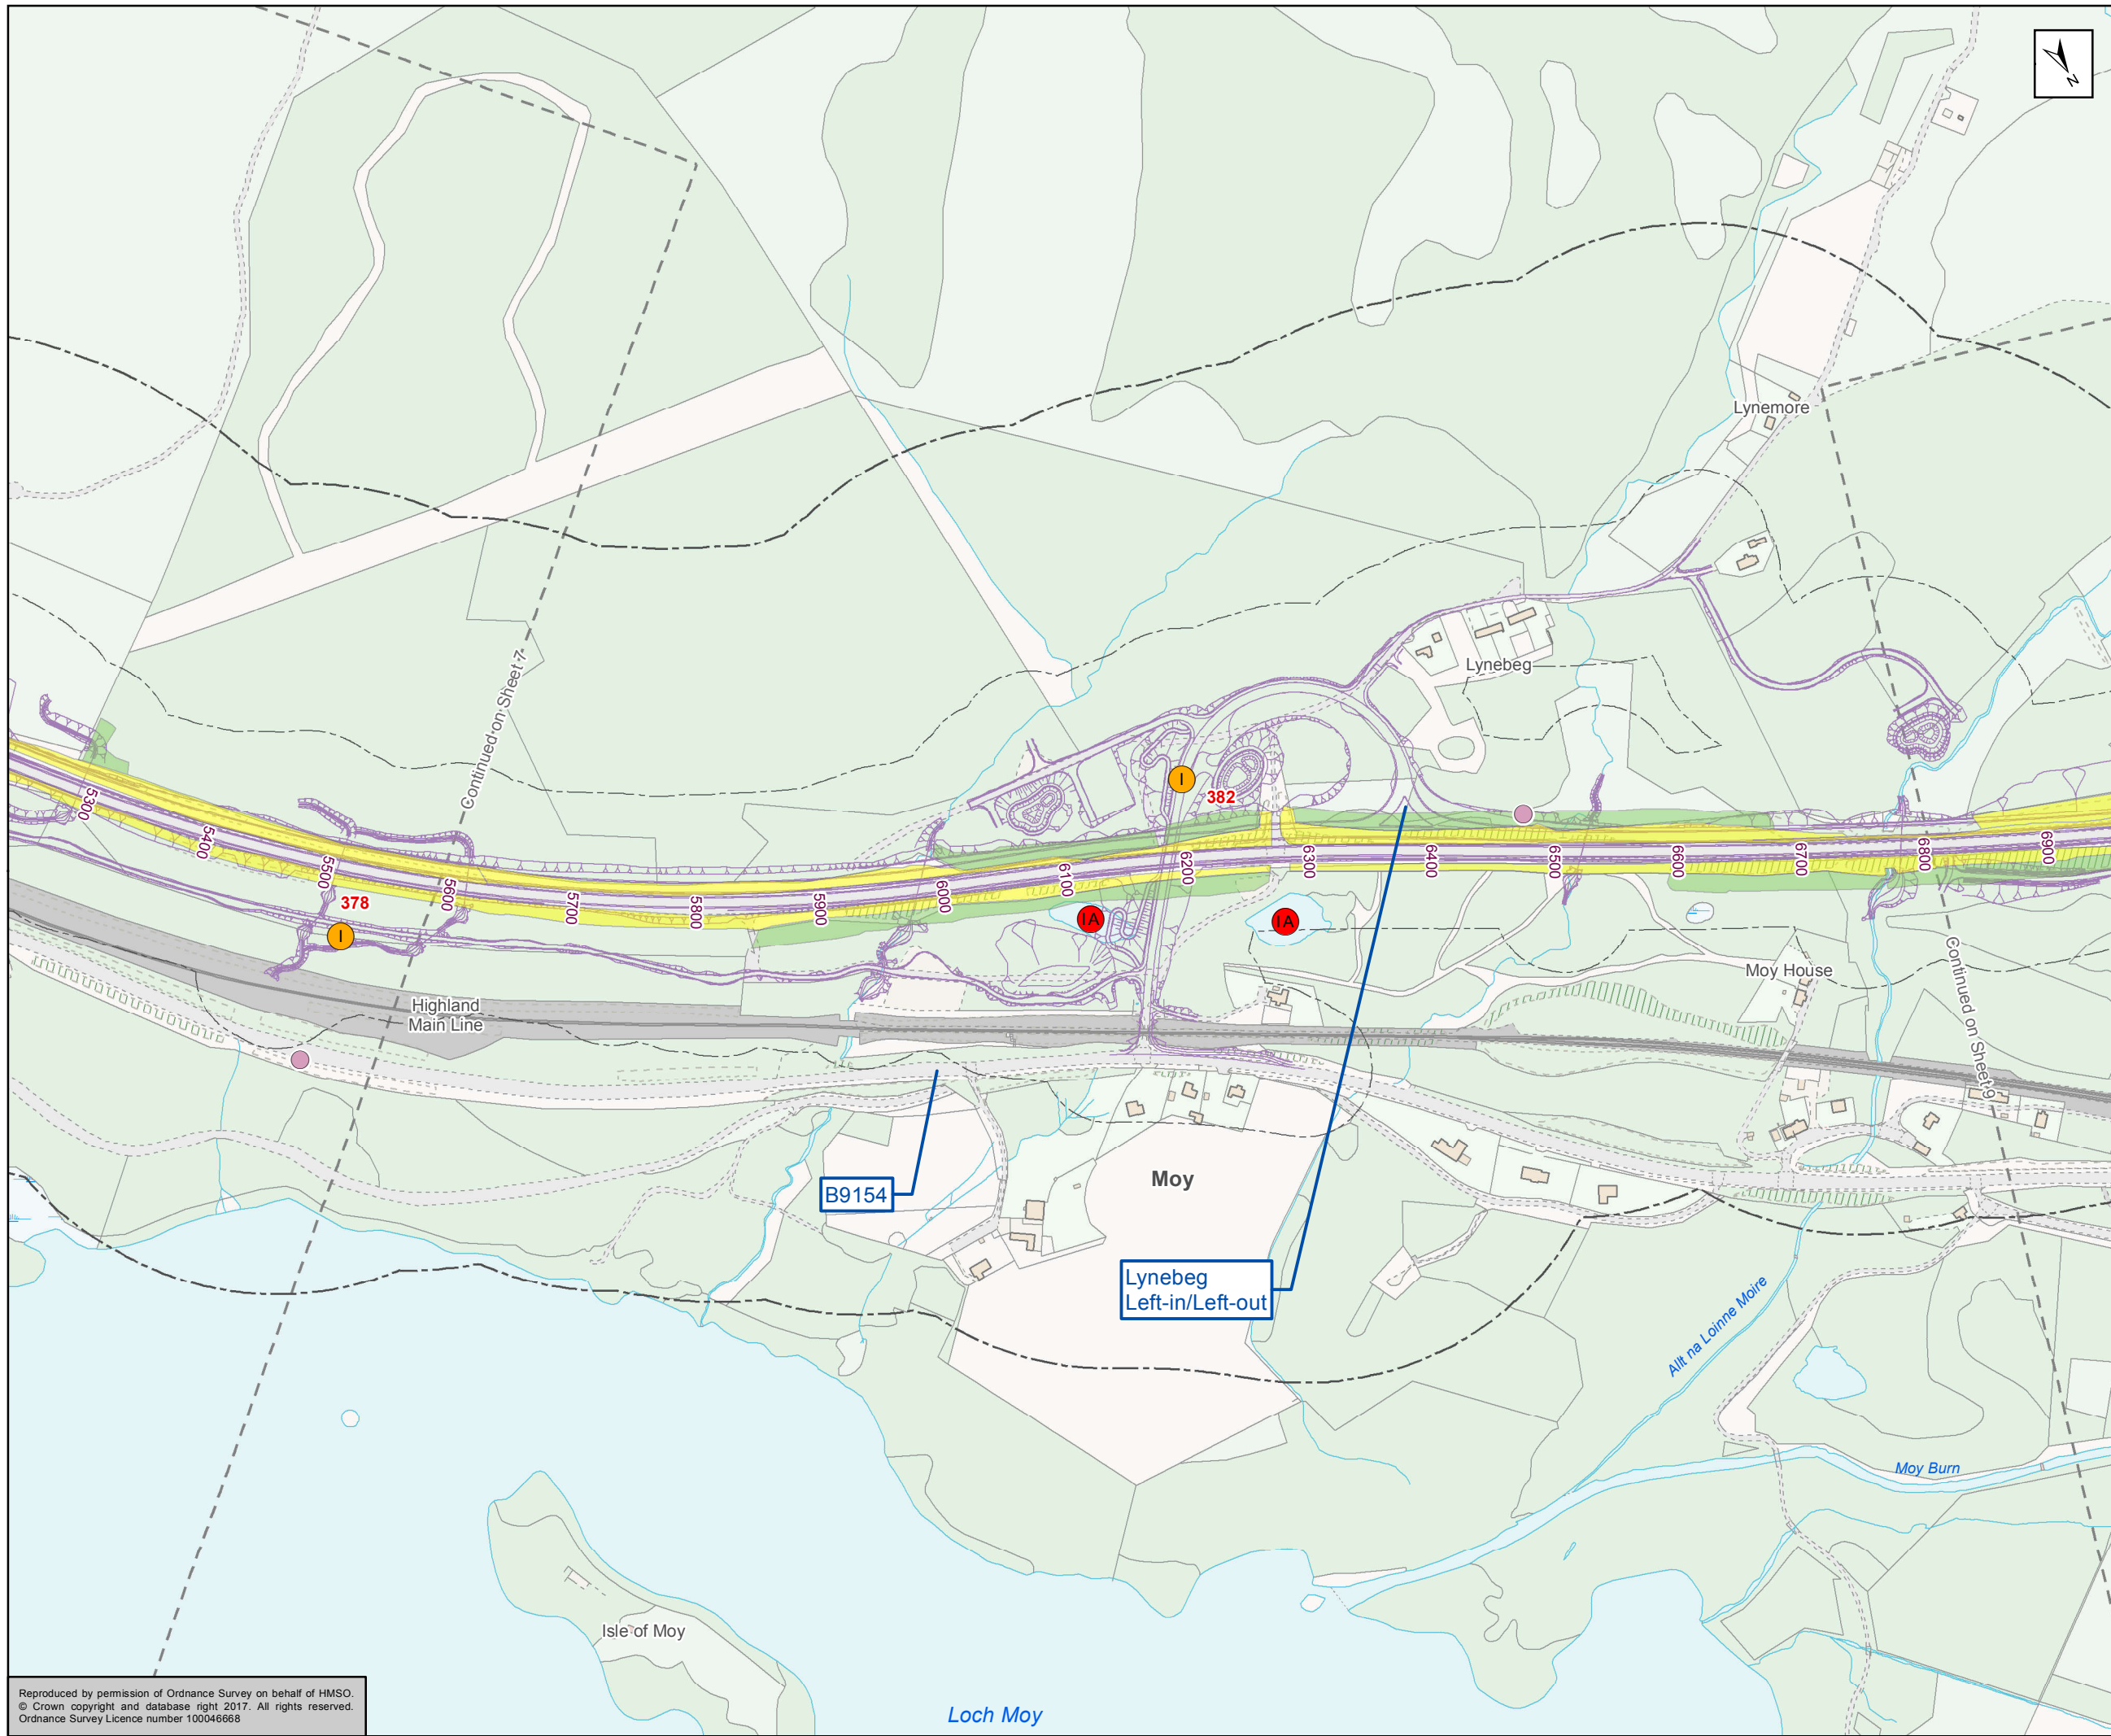 N
Lynemore
Continued on Sheet 7
Lynebeg
I
382
5300
5400
5500
5600
5700
5800
5900
6000
6100
6200
6300
6400
6500
6600
6700
6800
6900
378
I
IA
IA
Moy House
Continued on Sheet 9
Highland
Main Line
B9154
Moy
Lynebeg
Left-in/Left-out
Allt na Loinne Moire
Moy Burn
Isle of Moy
Loch Moy
Reproduced by permission of Ordnance Survey on behalf of HMSO.
© Crown copyright and database right 2017. All rights reserved.
Ordnance Survey Licence number 100046668